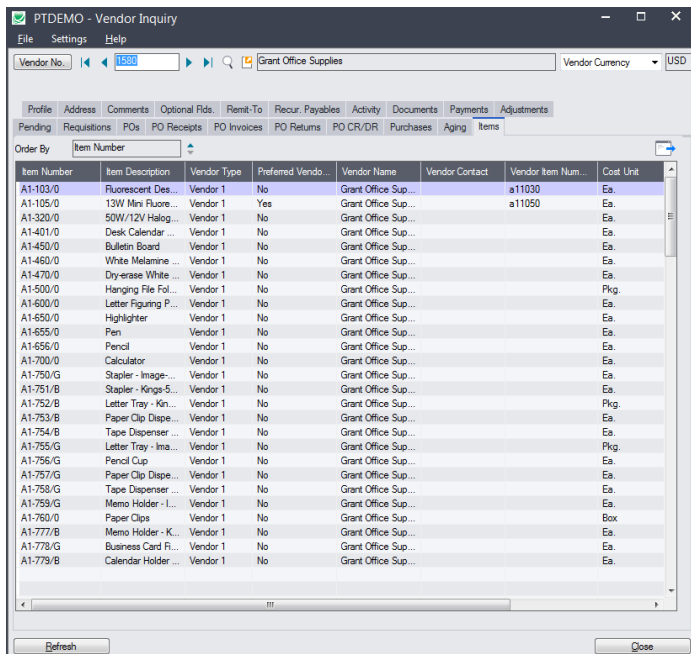 PTDEMO - Vendor Inquiry
File Settings Help
Vendor No. 1580 Grant Office Supplies Vendor Currency USD
Profile Address Comments Optional Flds. Remit-To Recur. Payables Activity Documents Payments Adjustments
Pending Requisitions POs PO Receipts PO Invoices PO Returns PO CR/DR Purchases Aging Items
Order By Item Number
Item Number Item Description Vendor Type Preferred Vendo... Vendor Name Vendor Contact Vendor Item Num... Cost Unit
A1-103/0 Fluorescent Des... Vendor 1 No Grant Office Sup... a11030 Ea.
A1-105/0 13W Mini Fluore... Vendor 1 Yes Grant Office Sup... a11050 Ea.
A1-320/0 50W/12V Halog... Vendor 1 No Grant Office Sup... Ea.
A1-401/0 Desk Calendar ... Vendor 1 No Grant Office Sup... Ea.
A1-450/0 Bulletin Board Vendor 1 No Grant Office Sup... Ea.
A1-460/0 White Melamine ... Vendor 1 No Grant Office Sup... Ea.
A1-470/0 Dry-erase White ... Vendor 1 No Grant Office Sup... Ea.
A1-500/0 Hanging File Fol... Vendor 1 No Grant Office Sup... Pkg.
A1-600/0 Letter Figuring P... Vendor 1 No Grant Office Sup... Ea.
A1-650/0 Highlighter Vendor 1 No Grant Office Sup... Ea.
A1-655/0 Pen Vendor 1 No Grant Office Sup... Ea.
A1-656/0 Pencil Vendor 1 No Grant Office Sup... Ea.
A1-700/0 Calculator Vendor 1 No Grant Office Sup... Ea.
A1-750/G Stapler - Image-... Vendor 1 No Grant Office Sup... Ea.
A1-751/B Stapler - Kings-5... Vendor 1 No Grant Office Sup... Ea.
A1-752/B Letter Tray - Kin... Vendor 1 No Grant Office Sup... Pkg.
A1-753/B Paper Clip Dispe... Vendor 1 No Grant Office Sup... Ea.
A1-754/B Tape Dispenser ... Vendor 1 No Grant Office Sup... Ea.
A1-755/G Letter Tray - Ima... Vendor 1 No Grant Office Sup... Pkg.
A1-756/G Pencil Cup Vendor 1 No Grant Office Sup... Ea.
A1-757/G Paper Clip Dispe... Vendor 1 No Grant Office Sup... Ea.
A1-758/G Tape Dispenser ... Vendor 1 No Grant Office Sup... Ea.
A1-759/G Memo Holder - I... Vendor 1 No Grant Office Sup... Ea.
A1-760/0 Paper Clips Vendor 1 No Grant Office Sup... Box
A1-777/B Memo Holder - K... Vendor 1 No Grant Office Sup... Ea.
A1-778/G Business Card Fi... Vendor 1 No Grant Office Sup... Ea.
A1-779/B Calendar Holder ... Vendor 1 No Grant Office Sup... Ea.
Refresh Close